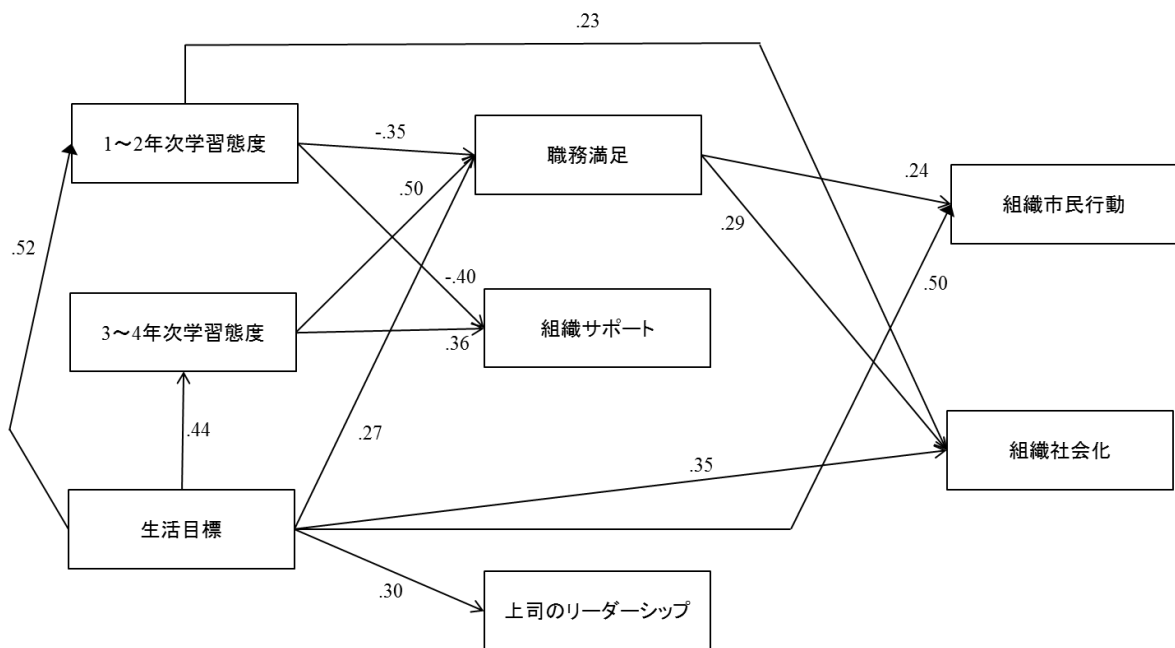 .23
1～2年次学習態度
-.35
職務満足
.24
組織市民行動
.50
.29
.52
-.40
.50
3～4年次学習態度
組織サポート
.36
.44
.27
.35
組織社会化
生活目標
.30
上司のリーダーシップ